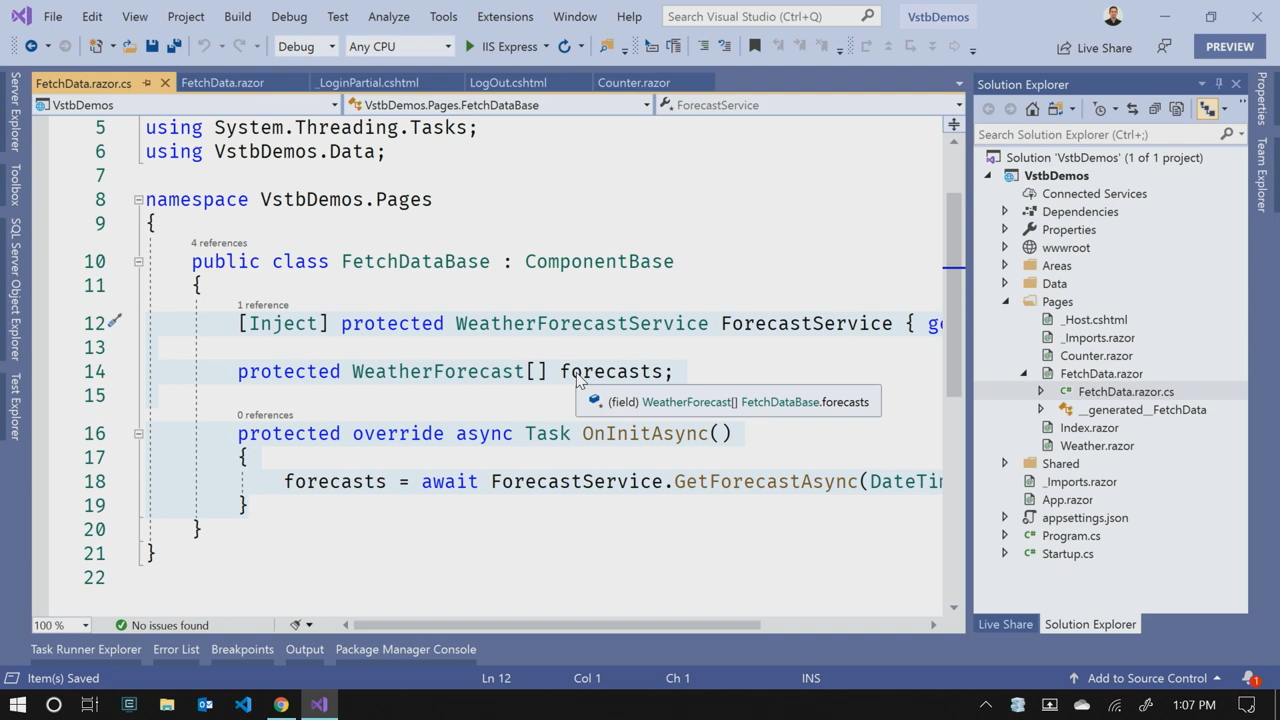 File Edit View Project Build Debug Test Analyze Tools Extensions Window Help Search Visual Studio (Ctrl+Q) VstbDemos
Debug Any CPU IIS Express Live Share PREVIEW
FetchData.razor.cs FetchData.razor _LoginPartial.cshtml LogOut.cshtml Counter.razor
VstbDemos VstbDemos.Pages.FetchDataBase ForecastService
5 using System.Threading.Tasks;
6 using VstbDemos.Data;
7
8 namespace VstbDemos.Pages
9 {
4 references
10 public class FetchDataBase : ComponentBase
11 {
1 reference
12 [Inject] protected WeatherForecastService ForecastService { ge
13
14 protected WeatherForecast[] forecasts;
(field) WeatherForecast[] FetchDataBase.forecasts
15
0 references
16 protected override async Task OnInitAsync()
17 {
18 forecasts = await ForecastService.GetForecastAsync(DateTim
19 }
20 }
21 }
22
100 % No issues found
Server Explorer
Toolbox
SQL Server Object Explorer
Test Explorer
Solution Explorer
Search Solution Explorer (Ctrl+;)
Solution 'VstbDemos' (1 of 1 project)
VstbDemos
Connected Services
Dependencies
Properties
wwwroot
Areas
Data
Pages
_Host.cshtml
_Imports.razor
Counter.razor
FetchData.razor
C# FetchData.razor.cs
__generated__FetchData
Index.razor
Weather.razor
Shared
_Imports.razor
App.razor
appsettings.json
C# Program.cs
C# Startup.cs
Live Share Solution Explorer
Properties
Team Explorer
Task Runner Explorer Error List Breakpoints Output Package Manager Console
Item(s) Saved Ln 12 Col 1 Ch 1 INS Add to Source Control 1
1:07 PM